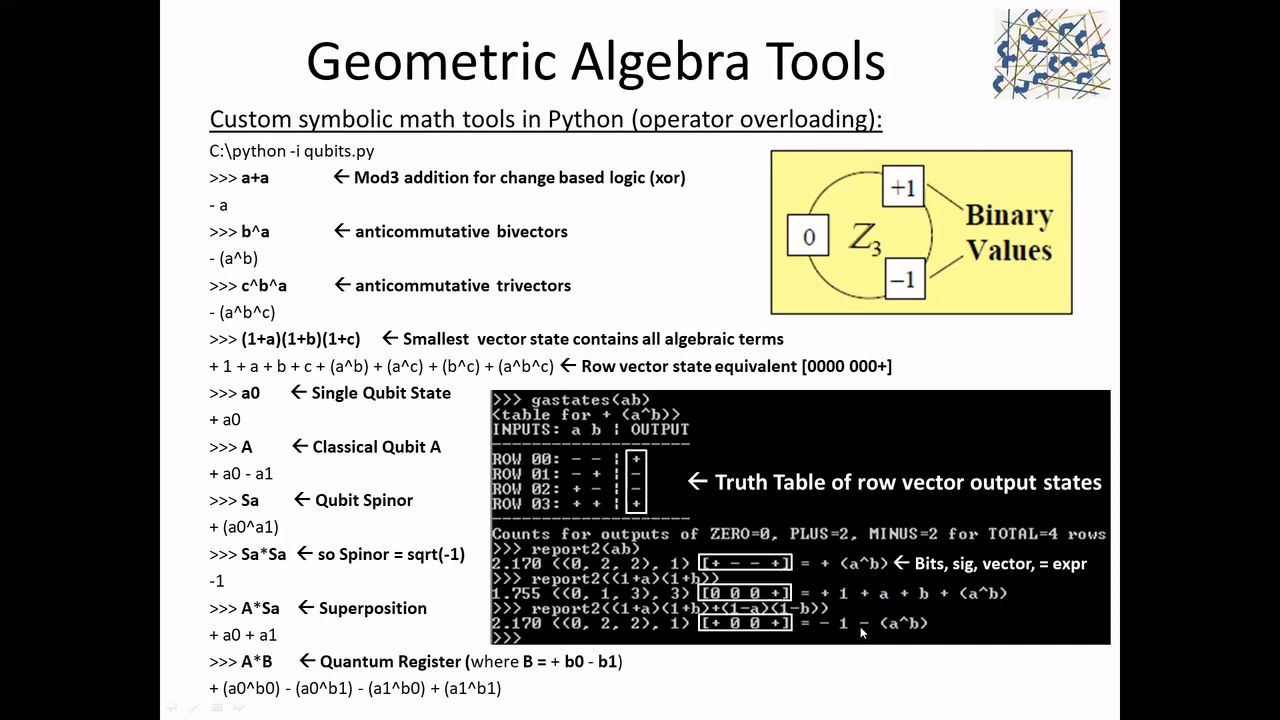 Geometric Algebra Tools
Custom symbolic math tools in Python (operator overloading):
C:\python -i qubits.py
>>> a+a ← Mod3 addition for change based logic (xor)
- a
>>> b^a ← anticommutative bivectors
- (a^b)
>>> c^b^a ← anticommutative trivectors
- (a^b^c)
>>> (1+a)(1+b)(1+c) ← Smallest vector state contains all algebraic terms
+ 1 + a + b + c + (a^b) + (a^c) + (b^c) + (a^b^c) ← Row vector state equivalent [0000 000+]
>>> a0 ← Single Qubit State
+ a0
>>> A ← Classical Qubit A
+ a0 - a1
>>> Sa ← Qubit Spinor
+ (a0^a1)
>>> Sa*Sa ← so Spinor = sqrt(-1)
-1
>>> A*Sa ← Superposition
+ a0 + a1
>>> A*B ← Quantum Register (where B = + b0 - b1)
+ (a0^b0) - (a0^b1) - (a1^b0) + (a1^b1)
+1
0
Z3
−1
Binary
Values
>>> gastates(ab)
<table for + (a^b)>
INPUTS: a b | OUTPUT
---------------------
ROW 00: - - | +
ROW 01: - + | -
ROW 02: + - | -
ROW 03: + + | +
---------------------
← Truth Table of row vector output states
Counts for outputs of ZERO=0, PLUS=2, MINUS=2 for TOTAL=4 rows
>>> report2(ab)
2.170 ((0, 2, 2), 1) [+ - - +] = + (a^b) ← Bits, sig, vector, = expr
>>> report2((1+a)(1+b))
1.755 ((0, 1, 3), 3) [0 0 0 +] = + 1 + a + b + (a^b)
>>> report2((1+a)(1+b)+(1-a)(1-b))
2.170 ((0, 2, 2), 1) [+ 0 0 +] = - 1 - (a^b)
>>>